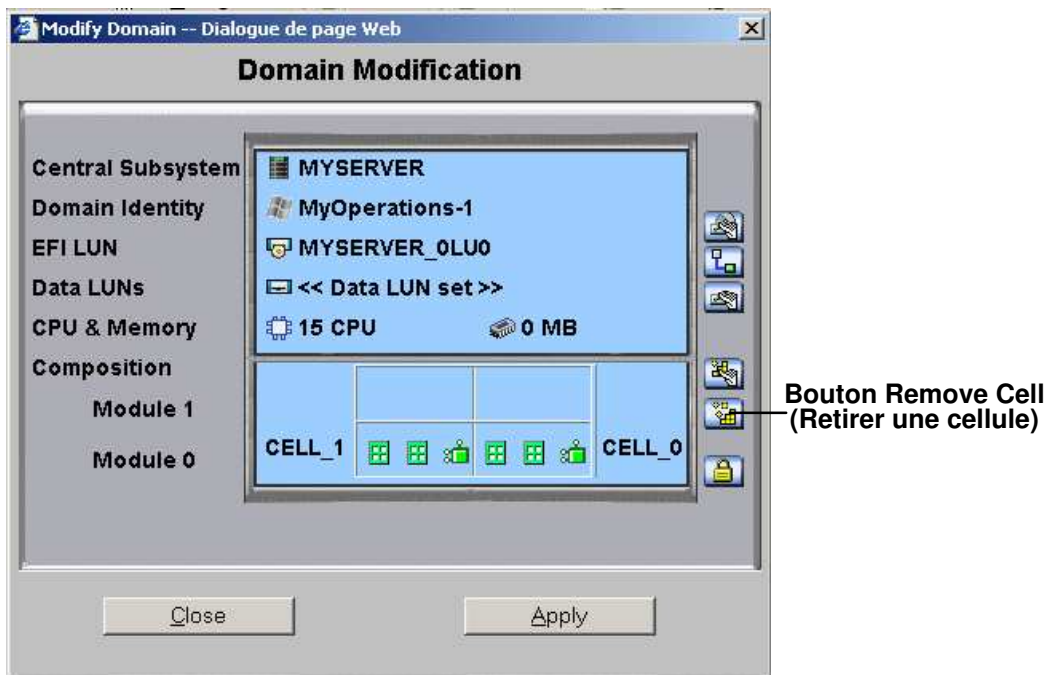 Modify Domain -- Dialogue de page Web
Domain Modification
Central Subsystem MYSERVER
Domain Identity MyOperations-1
EFI LUN MYSERVER_0LU0
Data LUNs << Data LUN set >>
CPU & Memory 15 CPU 0 MB
Composition
Module 1
Module 0 CELL_1 CELL_0
Bouton Remove Cell
(Retirer une cellule)
Close Apply